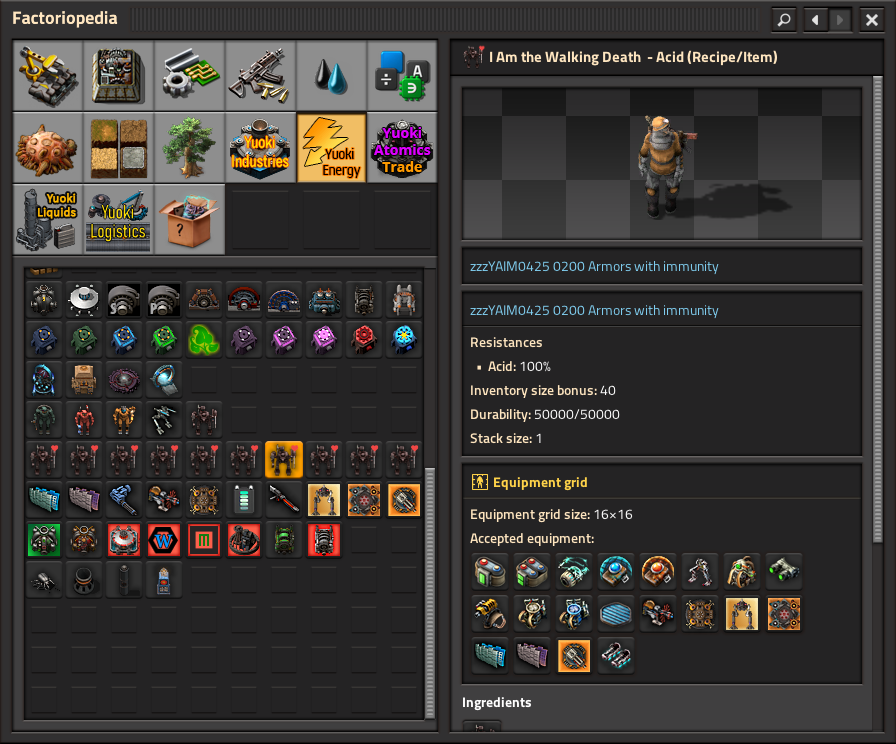 Factoriopedia
I Am the Walking Death - Acid (Recipe/Item)
Yuoki
Industries
Yuoki
Energy
Yuoki
Atomics
Trade
Yuoki
Liquids
Yuoki
Logistics
?
S
P
W
zzzYAIM0425 0200 Armors with immunity
zzzYAIM0425 0200 Armors with immunity
Resistances
• Acid: 100%
Inventory size bonus: 40
Durability: 50000/50000
Stack size: 1
Equipment grid
Equipment grid size: 16×16
Accepted equipment:
Ingredients